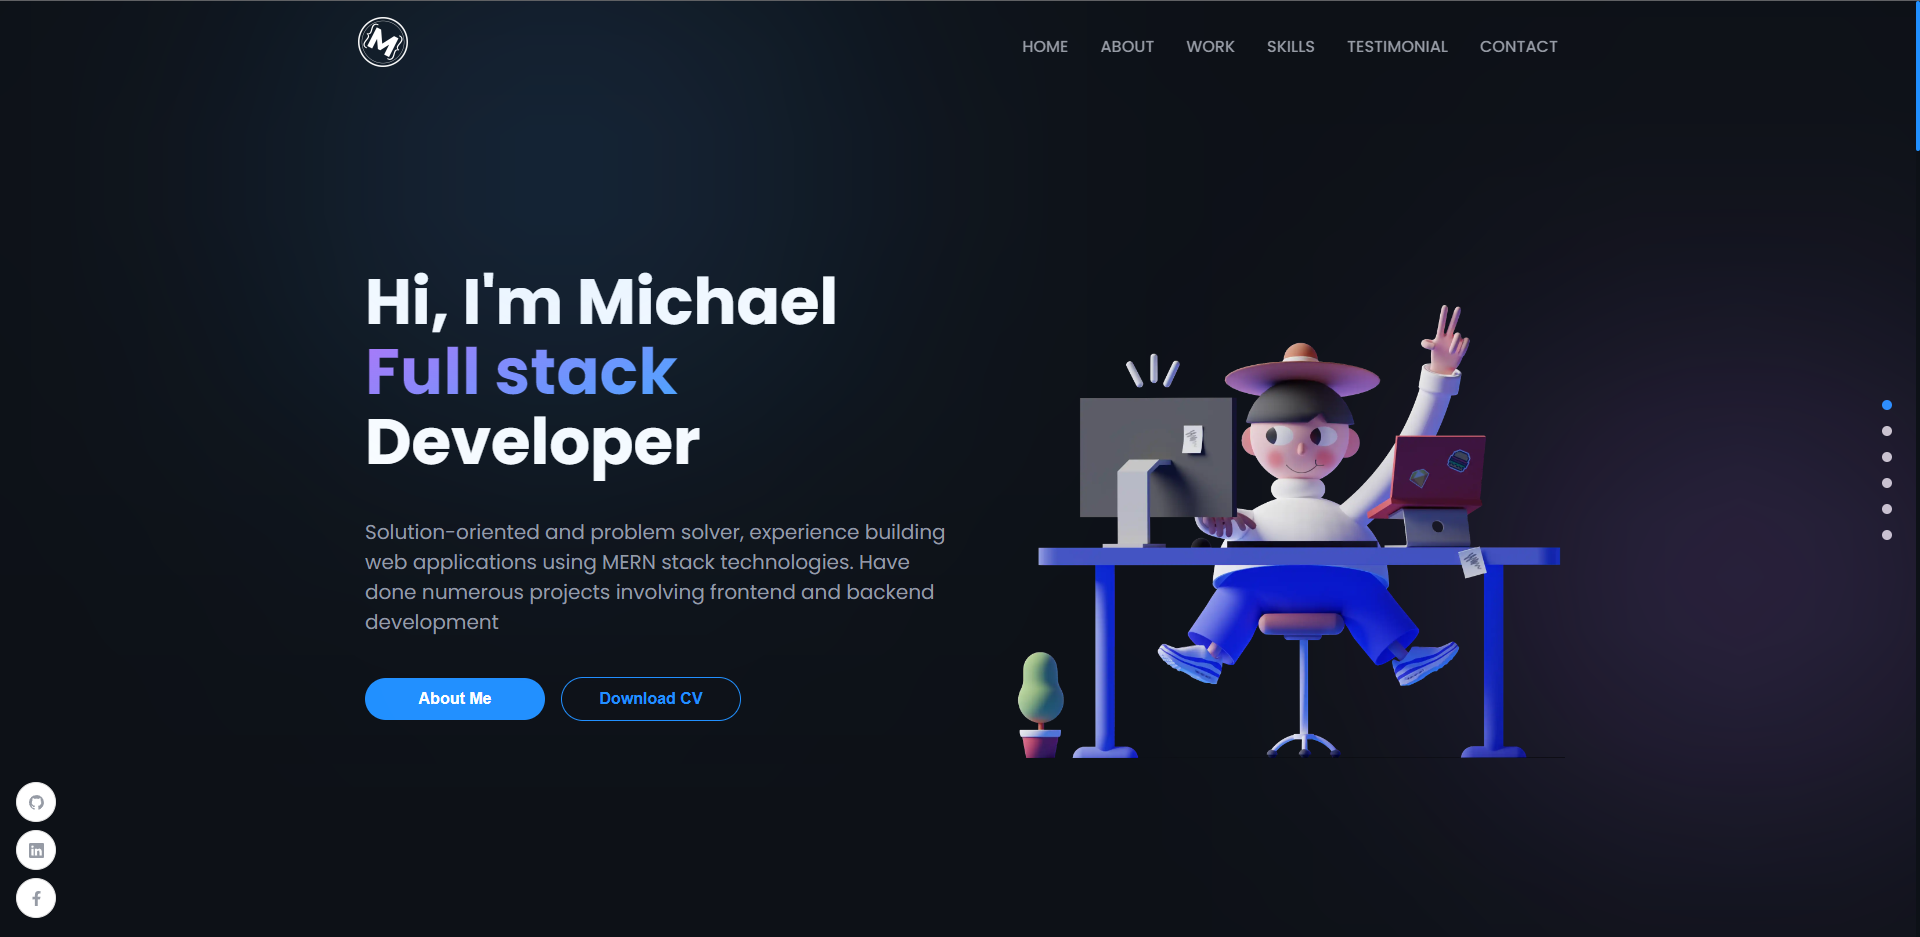 M
HOME ABOUT WORK SKILLS TESTIMONIAL CONTACT
Hi, I'm Michael
Full stack
Developer
Solution-oriented and problem solver, experience building
web applications using MERN stack technologies. Have
done numerous projects involving frontend and backend
development
About Me Download CV